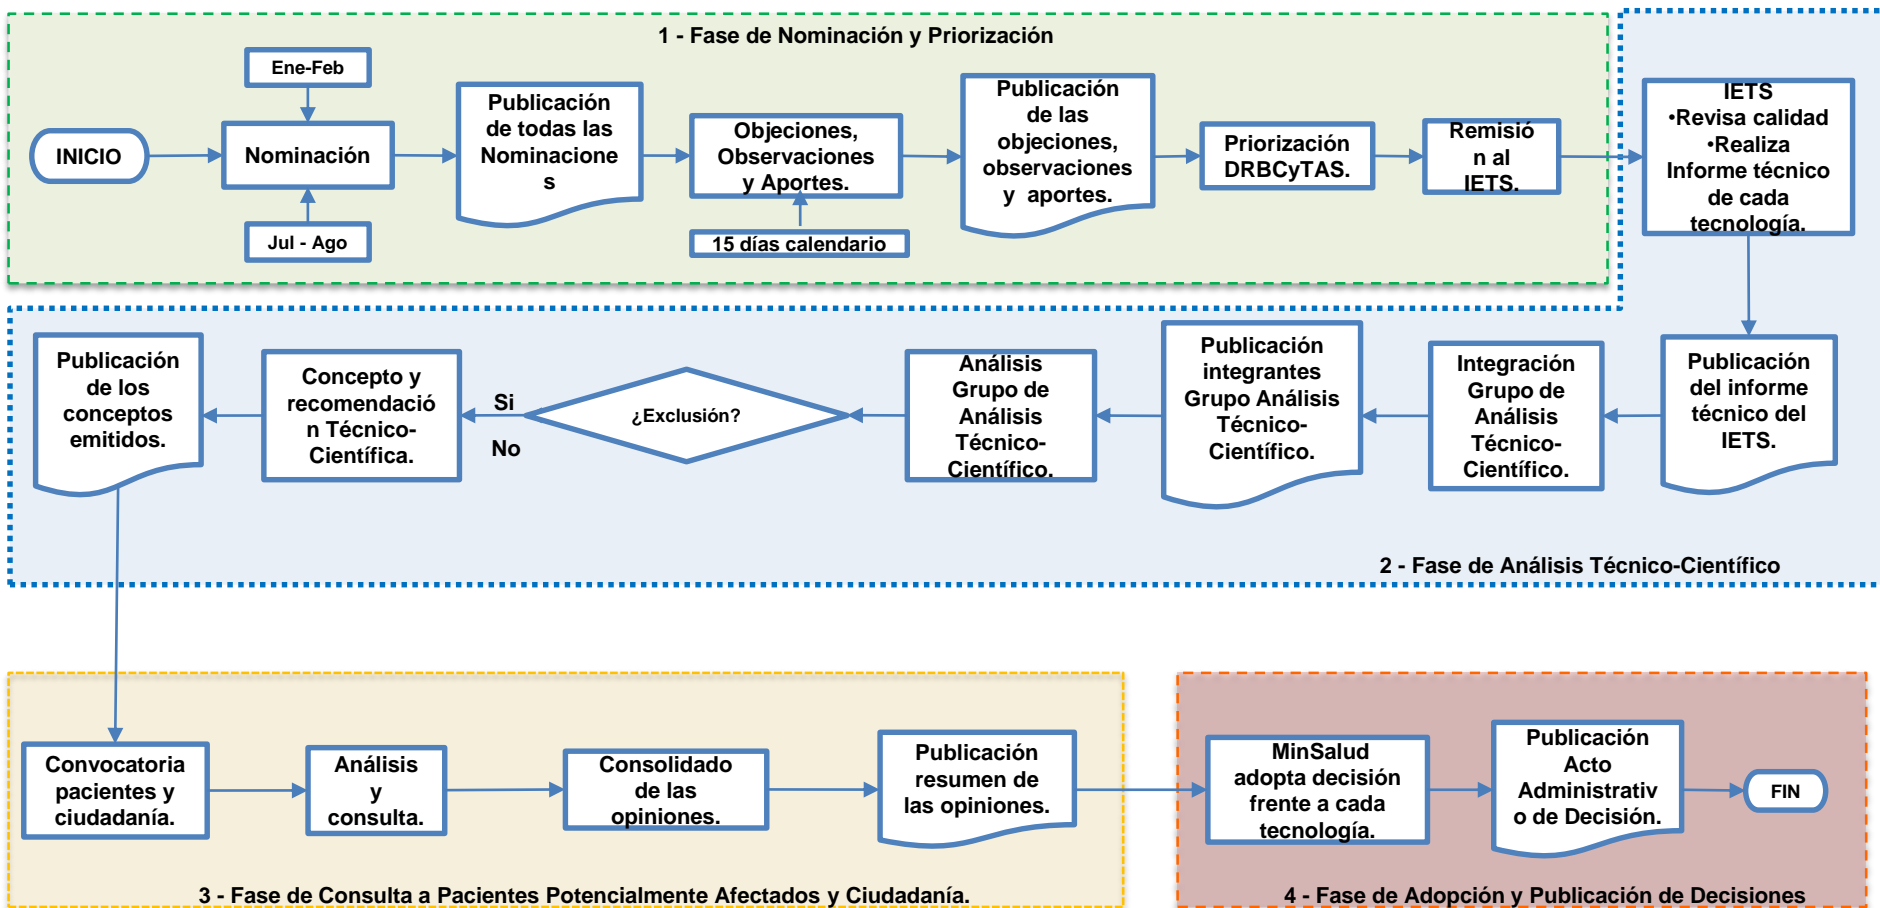 1 - Fase de Nominación y Priorización
Ene-Feb
INICIO
Nominación
Jul - Ago
Publicación
de todas las
Nominacione
s
Objeciones,
Observaciones
y Aportes.
15 días calendario
Publicación
de las
objeciones,
observaciones
y aportes.
Priorización
DRBCyTAS.
Remisió
n al
IETS.
IETS
•Revisa calidad
•Realiza
Informe técnico
de cada
tecnología.
Publicación
del informe
técnico del
IETS.
Integración
Grupo de
Análisis
Técnico-
Científico.
Publicación
integrantes
Grupo Análisis
Técnico-
Científico.
Análisis
Grupo de
Análisis
Técnico-
Científico.
¿Exclusión?
Si
No
Concepto y
recomendació
n Técnico-
Científica.
Publicación
de los
conceptos
emitidos.
2 - Fase de Análisis Técnico-Científico
Convocatoria
pacientes y
ciudadanía.
Análisis
y
consulta.
Consolidado
de las
opiniones.
Publicación
resumen de
las opiniones.
3 - Fase de Consulta a Pacientes Potencialmente Afectados y Ciudadanía.
MinSalud
adopta decisión
frente a cada
tecnología.
Publicación
Acto
Administrativ
o de Decisión.
FIN
4 - Fase de Adopción y Publicación de Decisiones